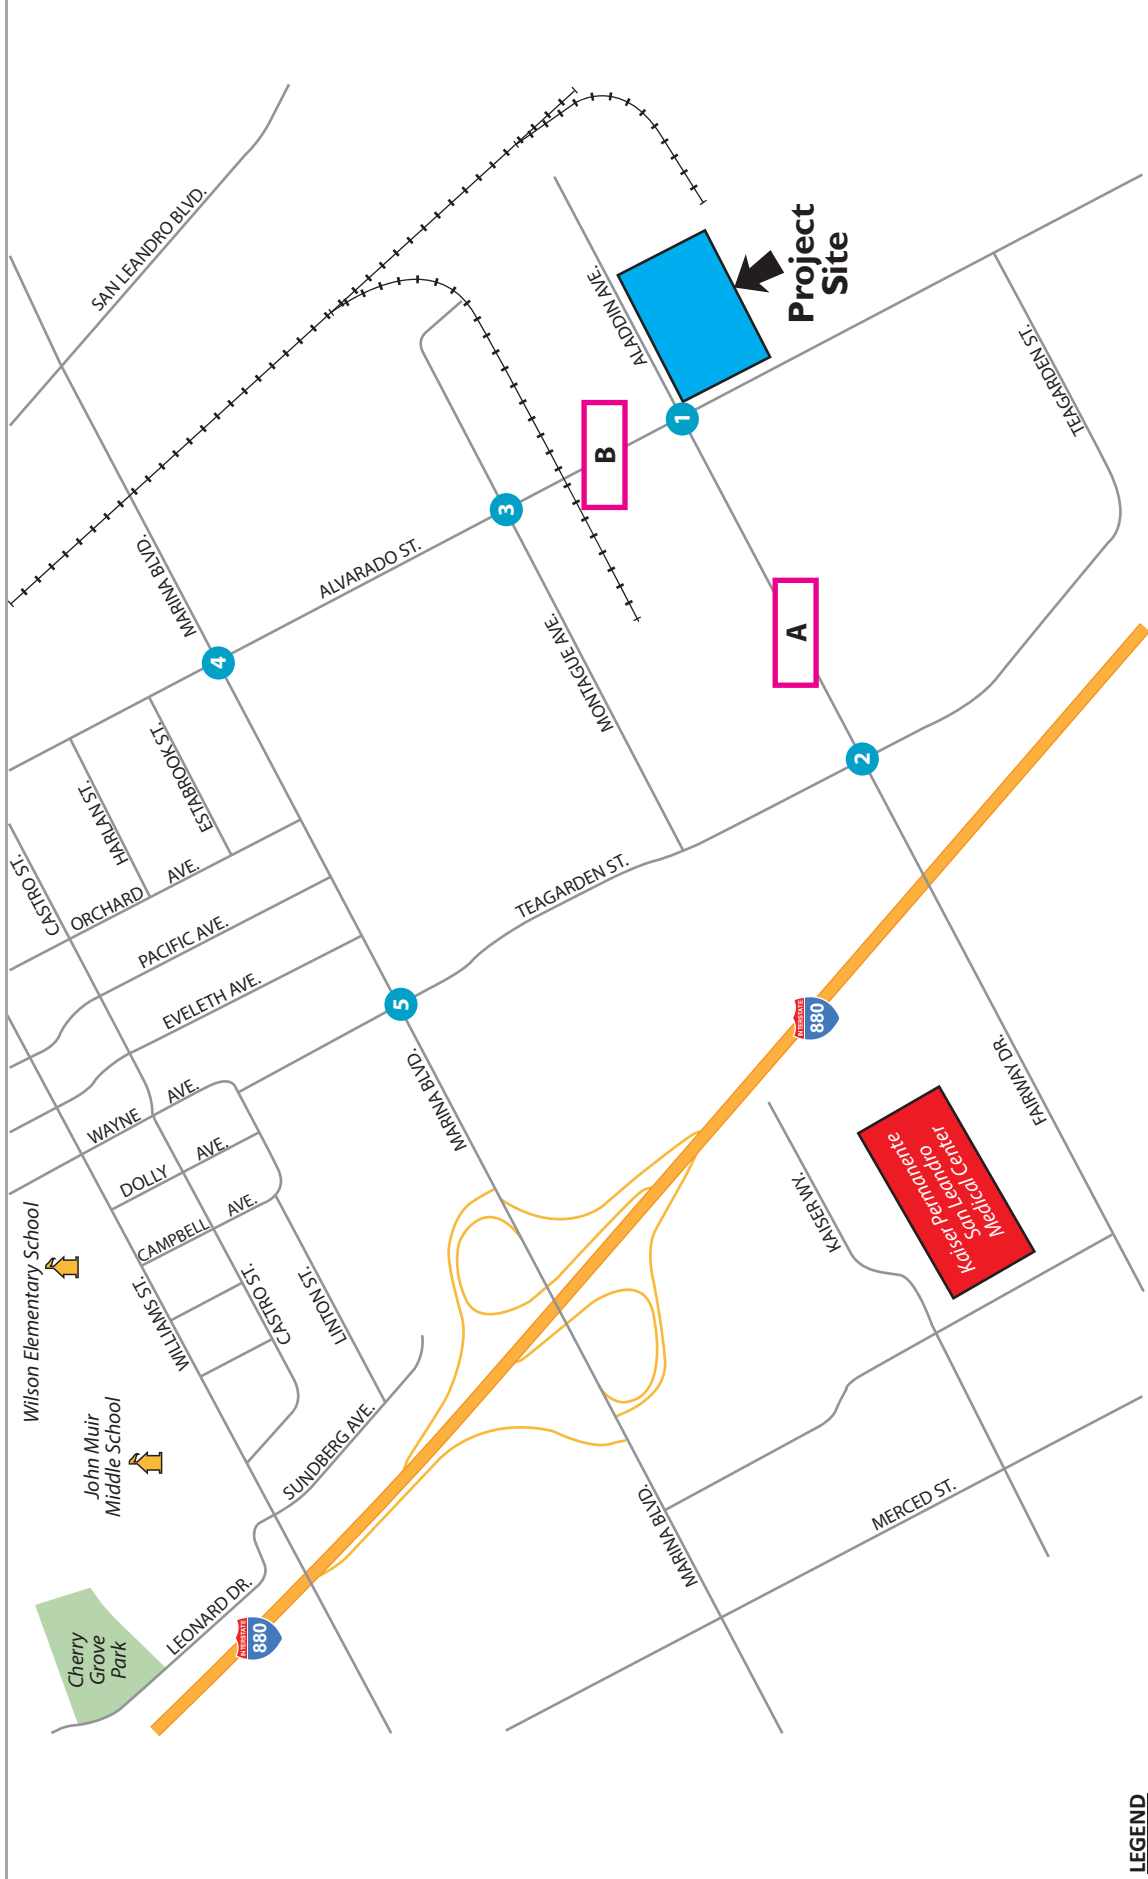 Cherry
Grove
Park
John Muir
Middle School
Wilson Elementary School
LEONARD DR.
INTERSTATE
880
SUNDBERG AVE.
WILLIAMS ST.
CASTRO ST.
LINTON ST.
CAMPBELL AVE.
DOLLY AVE.
WAYNE AVE.
EVELETH AVE.
PACIFIC AVE.
ORCHARD AVE.
CASTRO ST.
HARLAN ST.
ESTABROOK ST.
MARINA BLVD.
SAN LEANDRO BLVD.
4
ALVARADO ST.
3
MONTAGUE AVE.
5
MARINA BLVD.
TEAGARDEN ST.
B
1
ALADDIN AVE.
Project
Site
A
2
TEAGARDEN ST.
INTERSTATE
880
FAIRWAY DR.
KAISER WY.
Kaiser Permanente
San Leandro
Medical Center
MARINA BLVD.
MERCED ST.
LEGEND